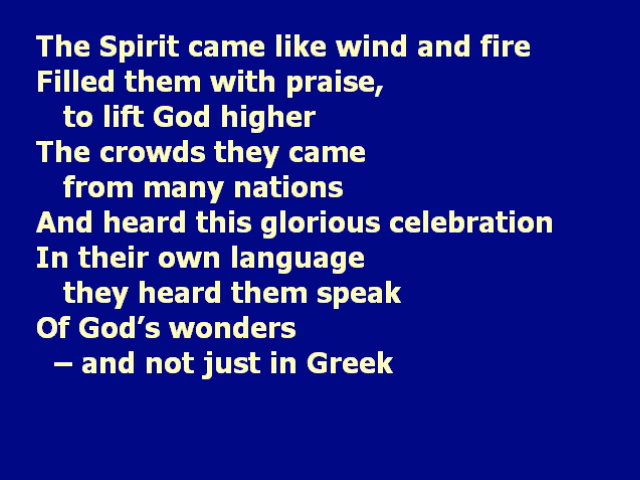 The Spirit came like wind and fire
Filled them with praise,
to lift God higher
The crowds they came
from many nations
And heard this glorious celebration
In their own language
they heard them speak
Of God’s wonders
– and not just in Greek